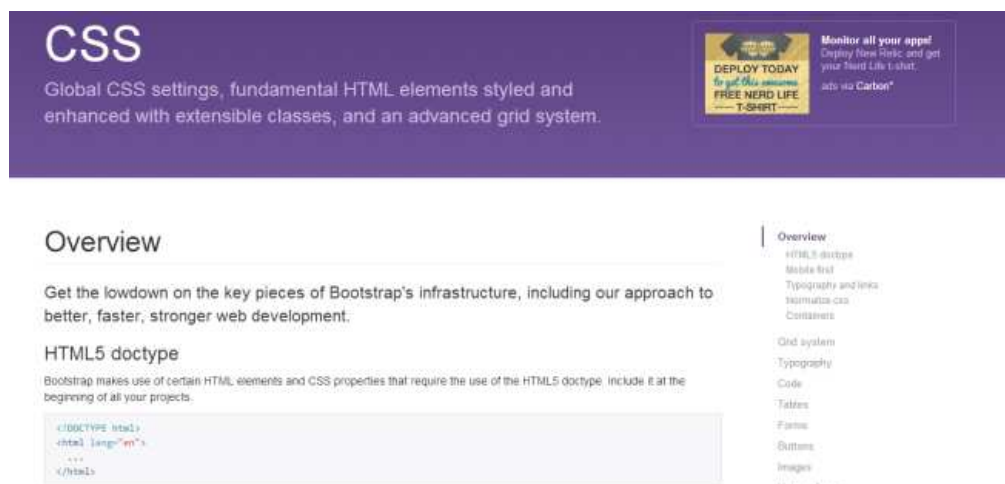 CSS
Global CSS settings, fundamental HTML elements styled and
enhanced with extensible classes, and an advanced grid system.
DEPLOY TODAY
to get this awesome
FREE NERD LIFE
T-SHIRT
Monitor all your apps!
Deploy New Relic and get
your Nerd Life t-shirt.
ads via Carbon
Overview
Get the lowdown on the key pieces of Bootstrap's infrastructure, including our approach to
better, faster, stronger web development.
HTML5 doctype
Bootstrap makes use of certain HTML elements and CSS properties that require the use of the HTML5 doctype. Include it at the
beginning of all your projects.
<!DOCTYPE html>
<html lang="en">
...
</html>
Overview
HTML5 doctype
Mobile first
Typography and links
Normalize.css
Containers
Grid system
Typography
Code
Tables
Forms
Buttons
Images